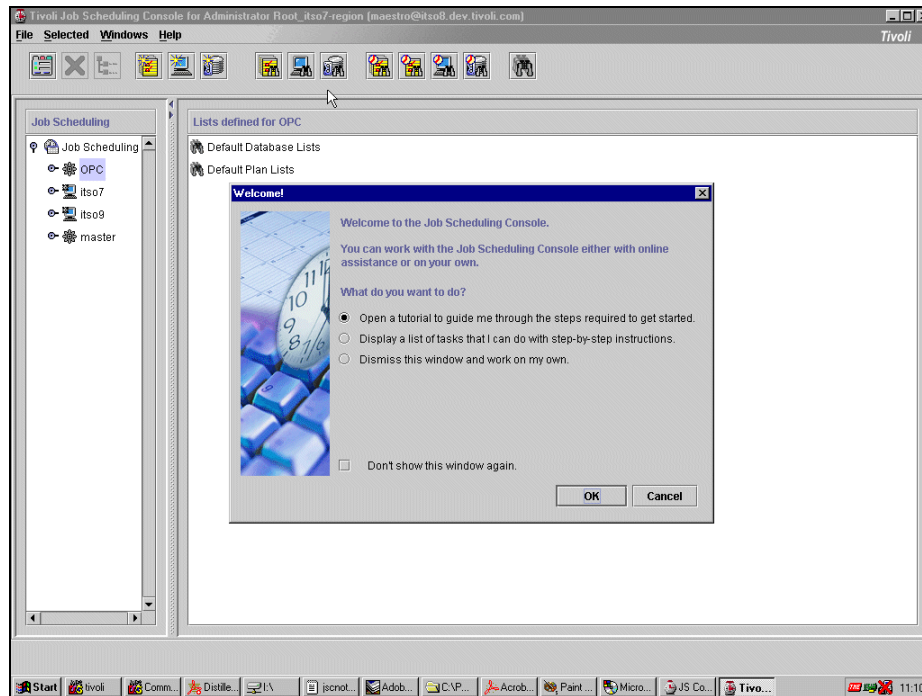 Tivoli Job Scheduling Console for Administrator Root_itso7-region [maestro@itso8.dev.tivoli.com]
File Selected Windows Help
Tivoli
Job Scheduling
Lists defined for OPC
Job Scheduling
Default Database Lists
OPC
Default Plan Lists
itso7
itso9
master
Welcome!
Welcome to the Job Scheduling Console.
You can work with the Job Scheduling Console either with online
assistance or on your own.
What do you want to do?
Open a tutorial to guide me through the steps required to get started.
Display a list of tasks that I can do with step-by-step instructions.
Dismiss this window and work on my own.
11 12
10
9
8 7 6
Don't show this window again.
OK Cancel
Start tivoli Comm... Distille... I:\ jscnot... Adob... C:\P... Acrob... Paint ... Micro... JS Co... Tivo...